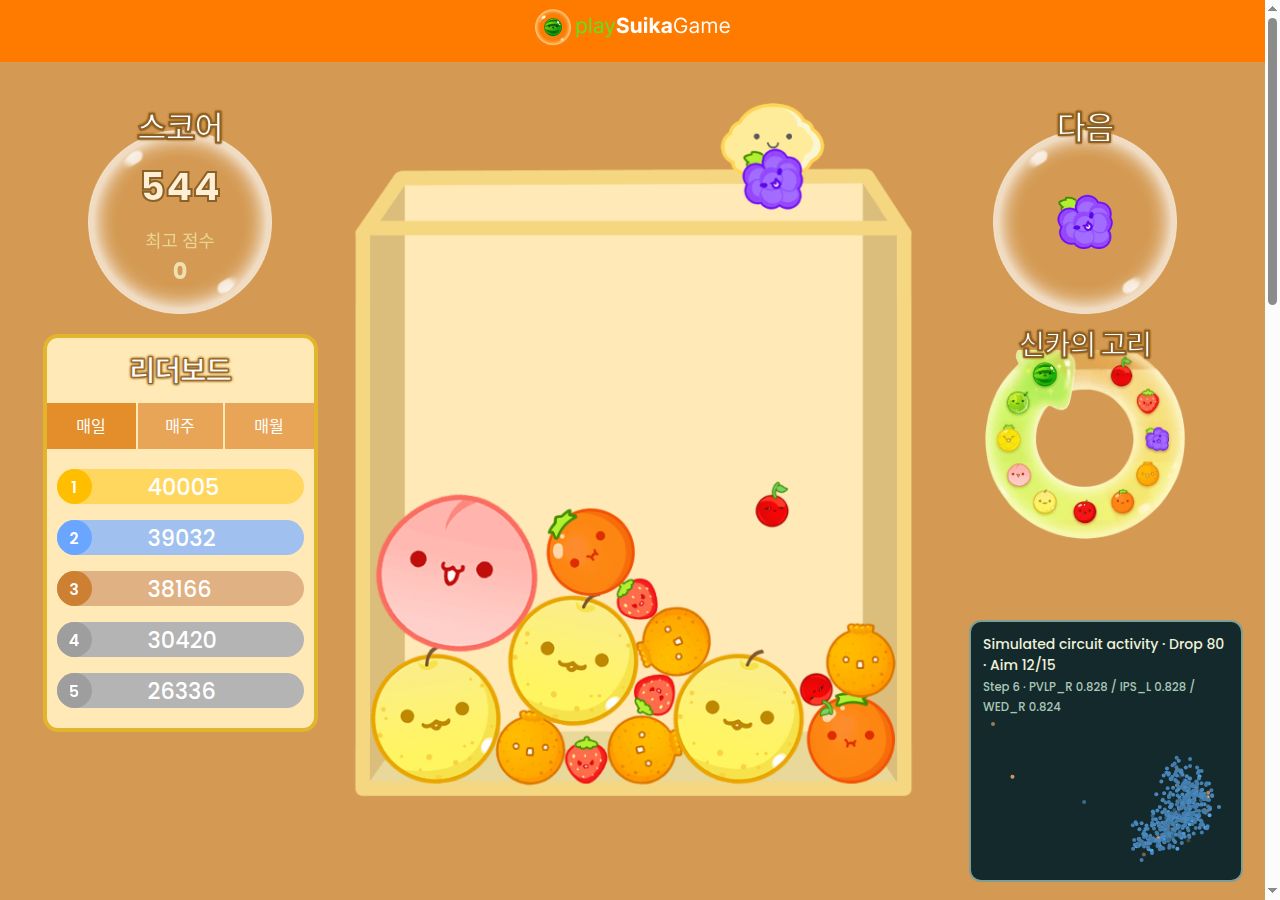 playSuikaGame
스코어
544
최고 점수
0
리더보드
매일
매주
매월
1 40005
2 39032
3 38166
4 30420
5 26336
다음
신카의 고리
Simulated circuit activity · Drop 80
· Aim 12/15
Step 6 · PVLP_R 0.828 / IPS_L 0.828 /
WED_R 0.824